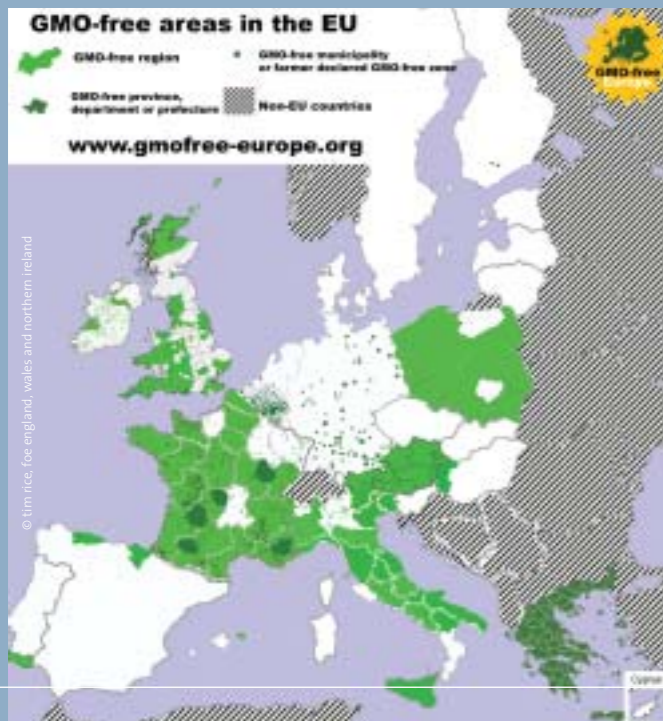 GMO-free areas in the EU
GMO-free region
GMO-free municipality
or former declared GMO-free zone
GMO-free province,
department or prefecture
Non-EU countries
www.gmofree-europe.org
GMO-free
Europe
© tim rice, foe england, wales and northern ireland
Cyprus